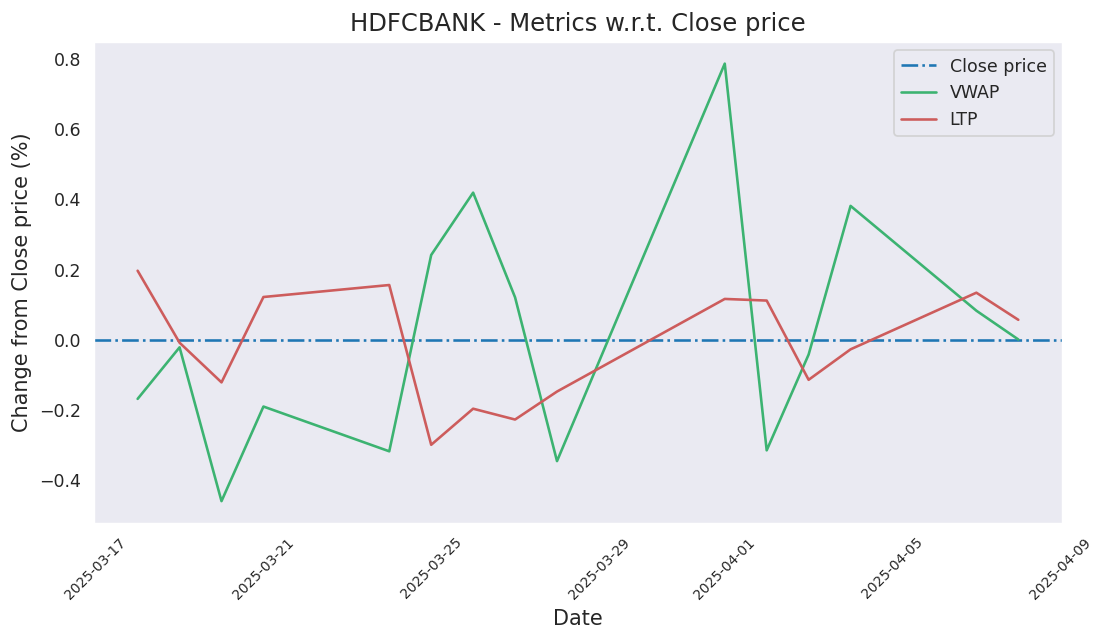 HDFCBANK - Metrics w.r.t. Close price
Close price
VWAP
LTP
Change from Close price (%)
0.8
0.6
0.4
0.2
0.0
−0.2
−0.4
2025-03-17
2025-03-21
2025-03-25
2025-03-29
2025-04-01
2025-04-05
2025-04-09
Date